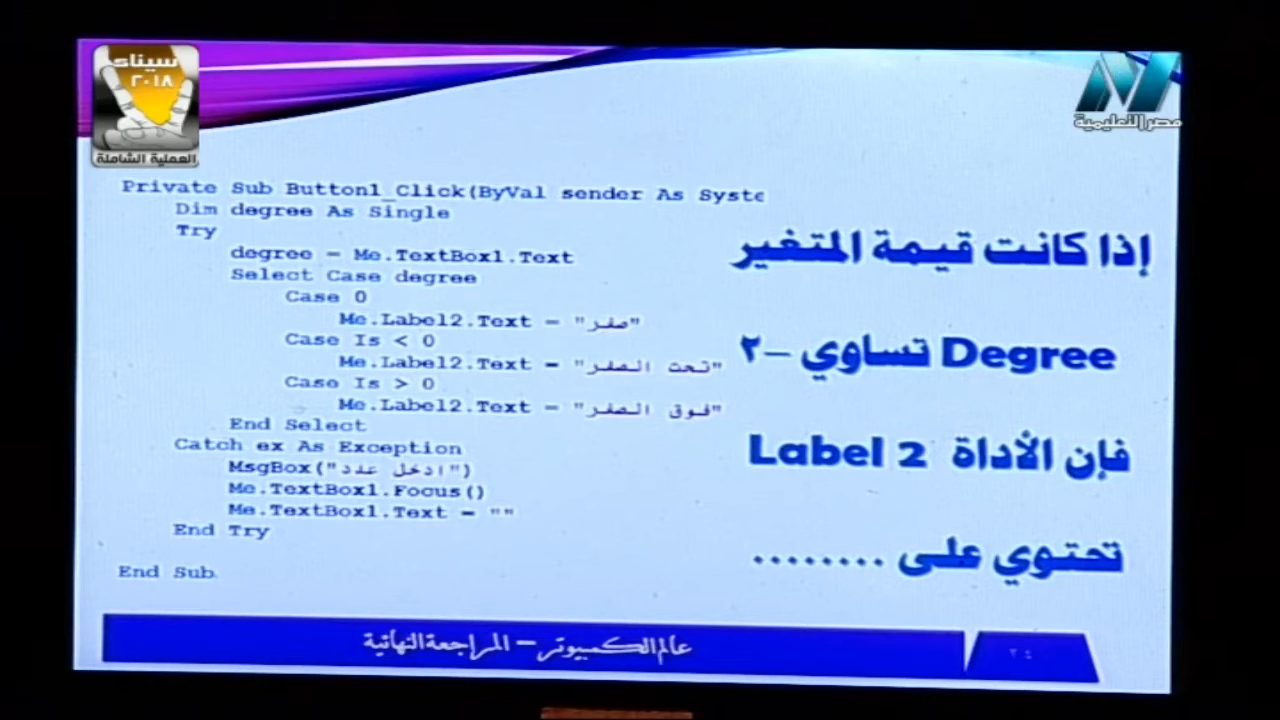 سيناء
٢٠١٨
العملية الشاملة
مصر التعليمية
Private Sub Button1_Click(ByVal sender As Syste
Dim degree As Single
Try
degree = Me.TextBox1.Text
Select Case degree
Case 0
Me.Label2.Text = "صفر"
Case Is < 0
Me.Label2.Text = "تحت الصفر"
Case Is > 0
Me.Label2.Text = "فوق الصفر"
End Select
Catch ex As Exception
MsgBox("ادخل عدد")
Me.TextBox1.Focus()
Me.TextBox1.Text = ""
End Try
End Sub
إذا كانت قيمة المتغير
Degree تساوي -٢
فإن الأداة Label 2
تحتوي على ........
عالم الكمبيوتر – المراجعة النهائية
٢٤